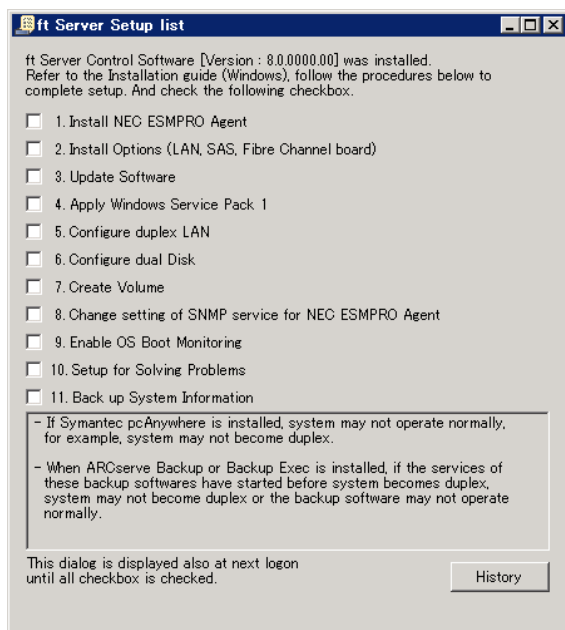 ft Server Setup list
ft Server Control Software [Version : 8.0.0000.00] was installed.
Refer to the Installation guide (Windows), follow the procedures below to
complete setup. And check the following checkbox.
1. Install NEC ESMPRO Agent
2. Install Options (LAN, SAS, Fibre Channel board)
3. Update Software
4. Apply Windows Service Pack 1
5. Configure duplex LAN
6. Configure dual Disk
7. Create Volume
8. Change setting of SNMP service for NEC ESMPRO Agent
9. Enable OS Boot Monitoring
10. Setup for Solving Problems
11. Back up System Information
- If Symantec pcAnywhere is installed, system may not operate normally,
for example, system may not become duplex.
- When ARCserve Backup or Backup Exec is installed, if the services of
these backup softwares have started before system becomes duplex,
system may not become duplex or the backup software may not operate
normally.
This dialog is displayed also at next logon
until all checkbox is checked.
History